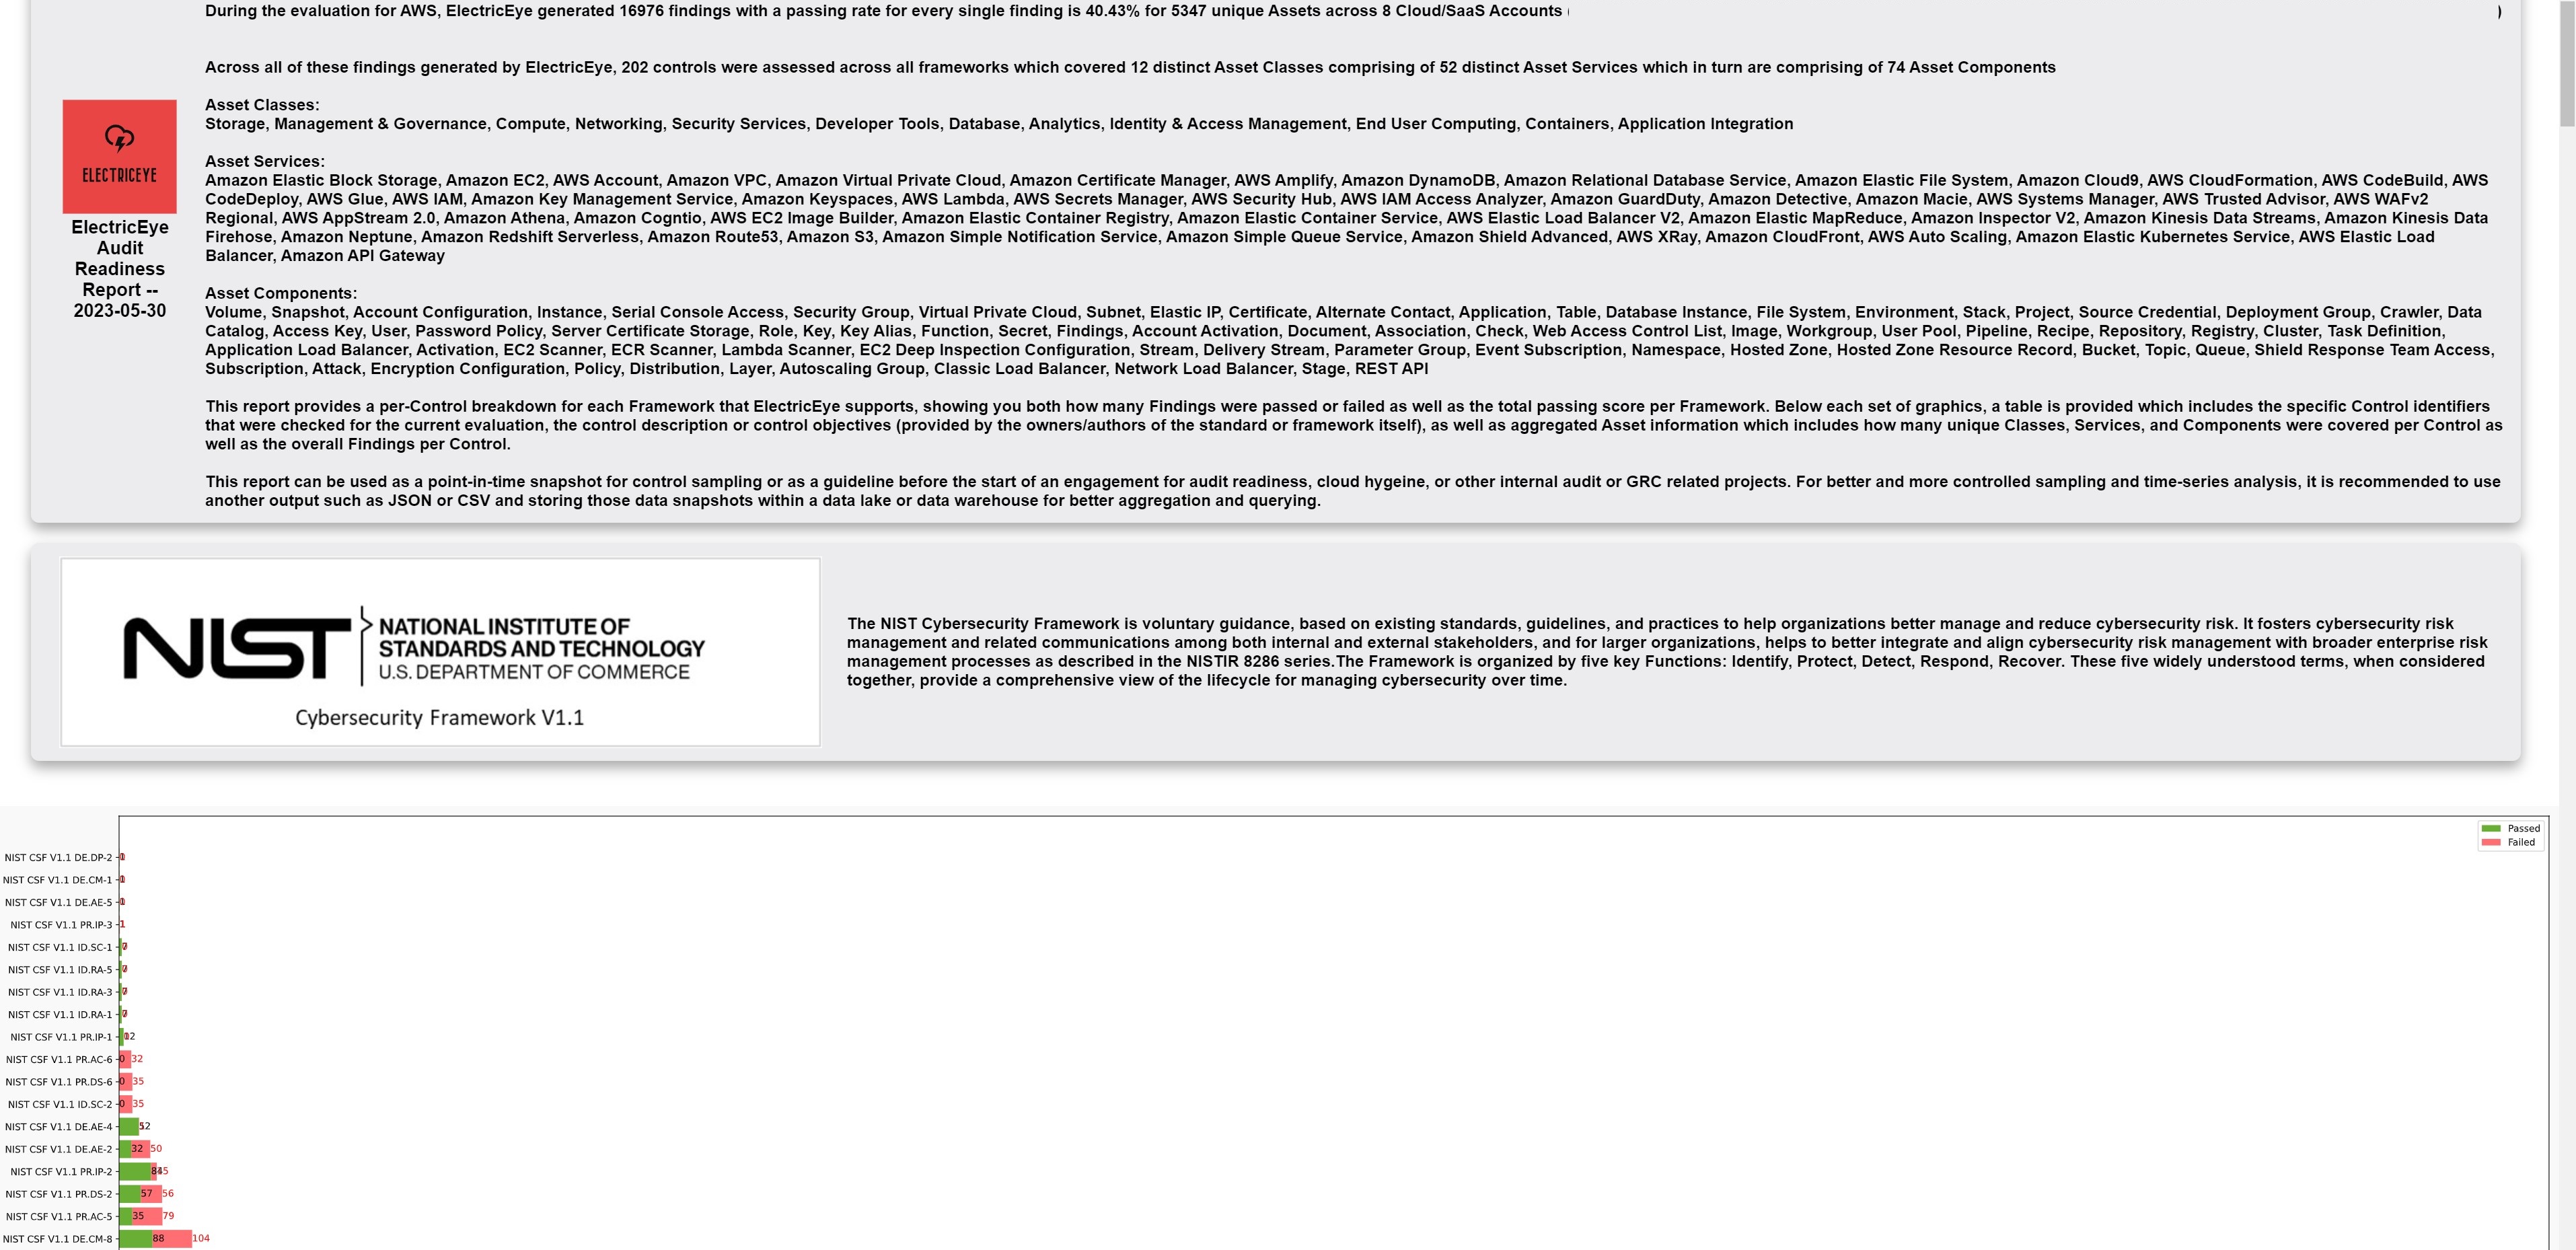 During the evaluation for AWS, ElectricEye generated 16976 findings with a passing rate for every single finding is 40.43% for 5347 unique Assets across 8 Cloud/SaaS Accounts ( )
Across all of these findings generated by ElectricEye, 202 controls were assessed across all frameworks which covered 12 distinct Asset Classes comprising of 52 distinct Asset Services which in turn are comprising of 74 Asset Components
Asset Classes:
Storage, Management & Governance, Compute, Networking, Security Services, Developer Tools, Database, Analytics, Identity & Access Management, End User Computing, Containers, Application Integration
Asset Services:
Amazon Elastic Block Storage, Amazon EC2, AWS Account, Amazon VPC, Amazon Virtual Private Cloud, Amazon Certificate Manager, AWS Amplify, Amazon DynamoDB, Amazon Relational Database Service, Amazon Elastic File System, Amazon Cloud9, AWS CloudFormation, AWS CodeBuild, AWS
CodeDeploy, AWS Glue, AWS IAM, Amazon Key Management Service, Amazon Keyspaces, AWS Lambda, AWS Secrets Manager, AWS Security Hub, AWS IAM Access Analyzer, Amazon GuardDuty, Amazon Detective, Amazon Macie, AWS Systems Manager, AWS Trusted Advisor, AWS WAFv2
Regional, AWS AppStream 2.0, Amazon Athena, Amazon Cogntio, AWS EC2 Image Builder, Amazon Elastic Container Registry, Amazon Elastic Container Service, AWS Elastic Load Balancer V2, Amazon Elastic MapReduce, Amazon Inspector V2, Amazon Kinesis Data Streams, Amazon Kinesis Data
Firehose, Amazon Neptune, Amazon Redshift Serverless, Amazon Route53, Amazon S3, Amazon Simple Notification Service, Amazon Simple Queue Service, Amazon Shield Advanced, AWS XRay, Amazon CloudFront, AWS Auto Scaling, Amazon Elastic Kubernetes Service, AWS Elastic Load
Balancer, Amazon API Gateway
ELECTRICEYE
ElectricEye
Audit
Readiness
Report --
2023-05-30
Asset Components:
Volume, Snapshot, Account Configuration, Instance, Serial Console Access, Security Group, Virtual Private Cloud, Subnet, Elastic IP, Certificate, Alternate Contact, Application, Table, Database Instance, File System, Environment, Stack, Project, Source Credential, Deployment Group, Crawler, Data
Catalog, Access Key, User, Password Policy, Server Certificate Storage, Role, Key, Key Alias, Function, Secret, Findings, Account Activation, Document, Association, Check, Web Access Control List, Image, Workgroup, User Pool, Pipeline, Recipe, Repository, Registry, Cluster, Task Definition,
Application Load Balancer, Activation, EC2 Scanner, ECR Scanner, Lambda Scanner, EC2 Deep Inspection Configuration, Stream, Delivery Stream, Parameter Group, Event Subscription, Namespace, Hosted Zone, Hosted Zone Resource Record, Bucket, Topic, Queue, Shield Response Team Access,
Subscription, Attack, Encryption Configuration, Policy, Distribution, Layer, Autoscaling Group, Classic Load Balancer, Network Load Balancer, Stage, REST API
This report provides a per-Control breakdown for each Framework that ElectricEye supports, showing you both how many Findings were passed or failed as well as the total passing score per Framework. Below each set of graphics, a table is provided which includes the specific Control identifiers
that were checked for the current evaluation, the control description or control objectives (provided by the owners/authors of the standard or framework itself), as well as aggregated Asset information which includes how many unique Classes, Services, and Components were covered per Control as
well as the overall Findings per Control.
This report can be used as a point-in-time snapshot for control sampling or as a guideline before the start of an engagement for audit readiness, cloud hygeine, or other internal audit or GRC related projects. For better and more controlled sampling and time-series analysis, it is recommended to use
another output such as JSON or CSV and storing those data snapshots within a data lake or data warehouse for better aggregation and querying.
NIST
NATIONAL INSTITUTE OF
STANDARDS AND TECHNOLOGY
U.S. DEPARTMENT OF COMMERCE
Cybersecurity Framework V1.1
The NIST Cybersecurity Framework is voluntary guidance, based on existing standards, guidelines, and practices to help organizations better manage and reduce cybersecurity risk. It fosters cybersecurity risk
management and related communications among both internal and external stakeholders, and for larger organizations, helps to better integrate and align cybersecurity risk management with broader enterprise risk
management processes as described in the NISTIR 8286 series.The Framework is organized by five key Functions: Identify, Protect, Detect, Respond, Recover. These five widely understood terms, when considered
together, provide a comprehensive view of the lifecycle for managing cybersecurity over time.
Passed
Failed
NIST CSF V1.1 DE.DP-2
NIST CSF V1.1 DE.CM-1
NIST CSF V1.1 DE.AE-5
NIST CSF V1.1 PR.IP-3
NIST CSF V1.1 ID.SC-1
NIST CSF V1.1 ID.RA-5
NIST CSF V1.1 ID.RA-3
NIST CSF V1.1 ID.RA-1
NIST CSF V1.1 PR.IP-1
NIST CSF V1.1 PR.AC-6 0 32
NIST CSF V1.1 PR.DS-6 0 35
NIST CSF V1.1 ID.SC-2 0 35
NIST CSF V1.1 DE.AE-4
NIST CSF V1.1 DE.AE-2 32 50
NIST CSF V1.1 PR.IP-2
NIST CSF V1.1 PR.DS-2 57 56
NIST CSF V1.1 PR.AC-5 35 79
NIST CSF V1.1 DE.CM-8 88 104